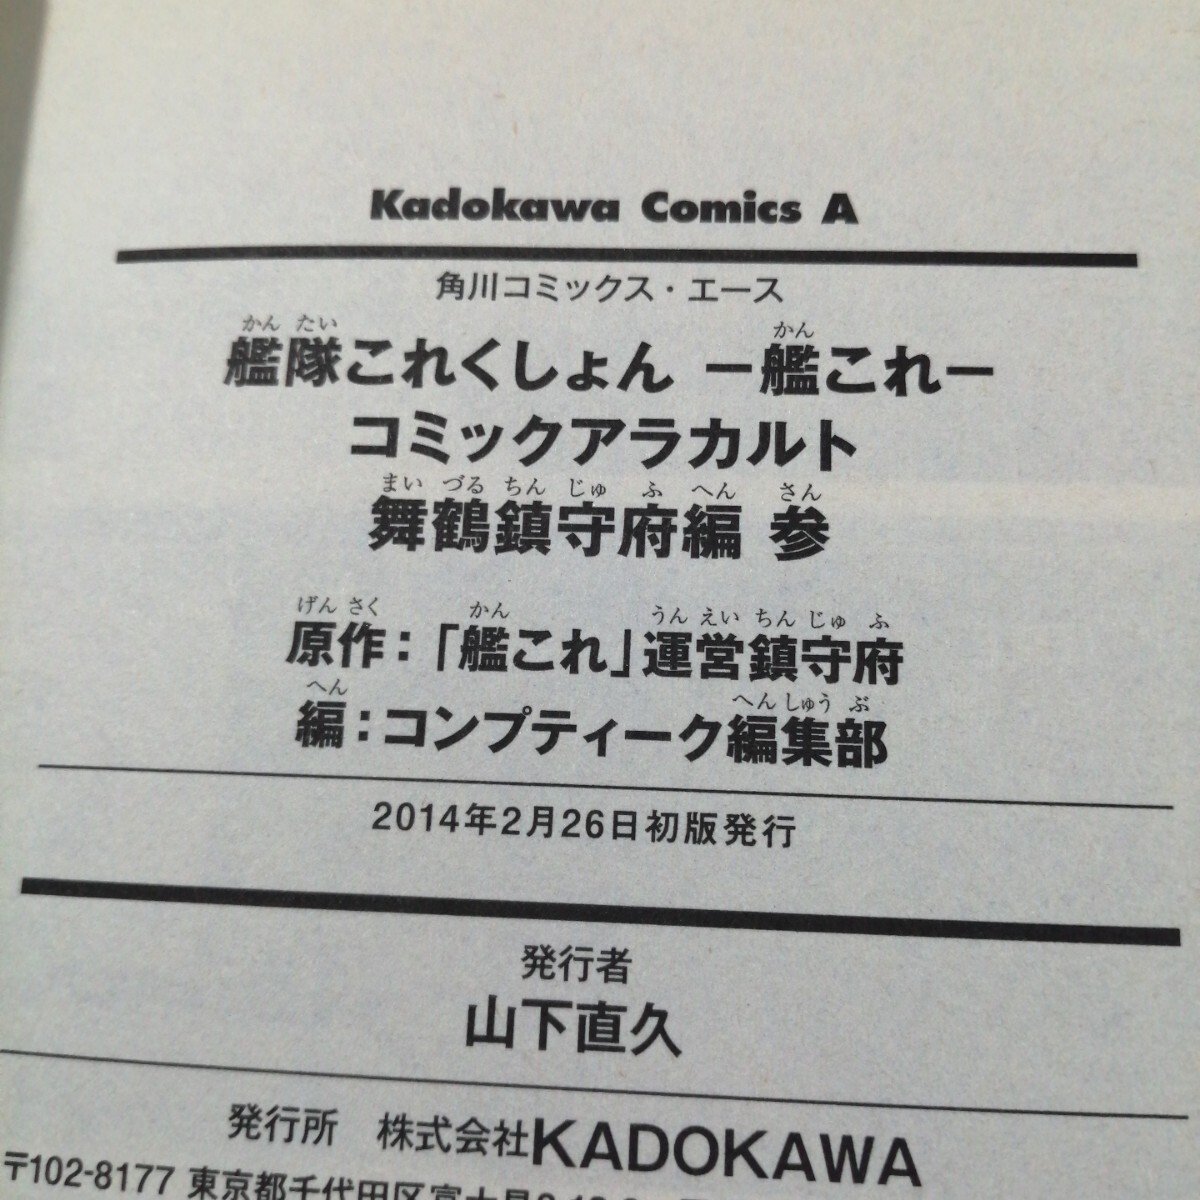 Kadokawa Comics A
角川コミックス・エース
かん たい かん
艦隊これくしょん －艦これ－
コミックアラカルト
まい づる ちん じゅ ふ へん さん
舞鶴鎮守府編 参
げん さく かん うん えい ちん じゅ ふ
原作：「艦これ」運営鎮守府
へん へん しゅう ぶ
編：コンプティーク編集部
2014年2月26日初版発行
発行者
山下直久
発行所 株式会社KADOKAWA
〒102-8177 東京都千代田区富士見